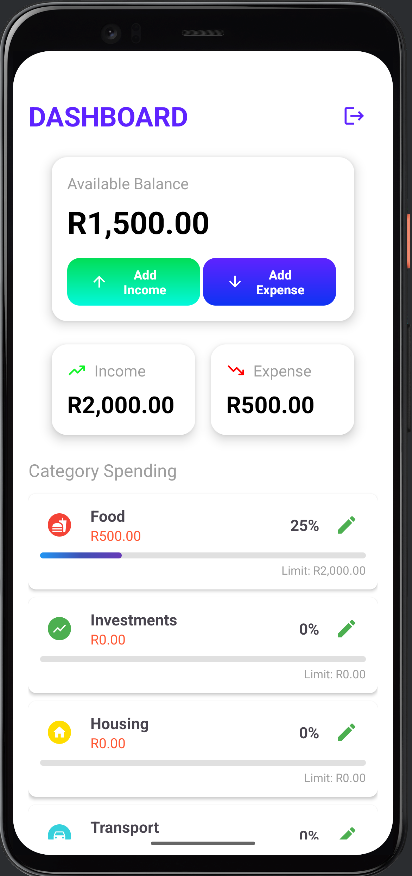 DASHBOARD
Available Balance
R1,500.00
Add
Income
Add
Expense
Income
R2,000.00
Expense
R500.00
Category Spending
Food
R500.00
25%
Limit: R2,000.00
Investments
R0.00
0%
Limit: R0.00
Housing
R0.00
0%
Limit: R0.00
Transport
0%